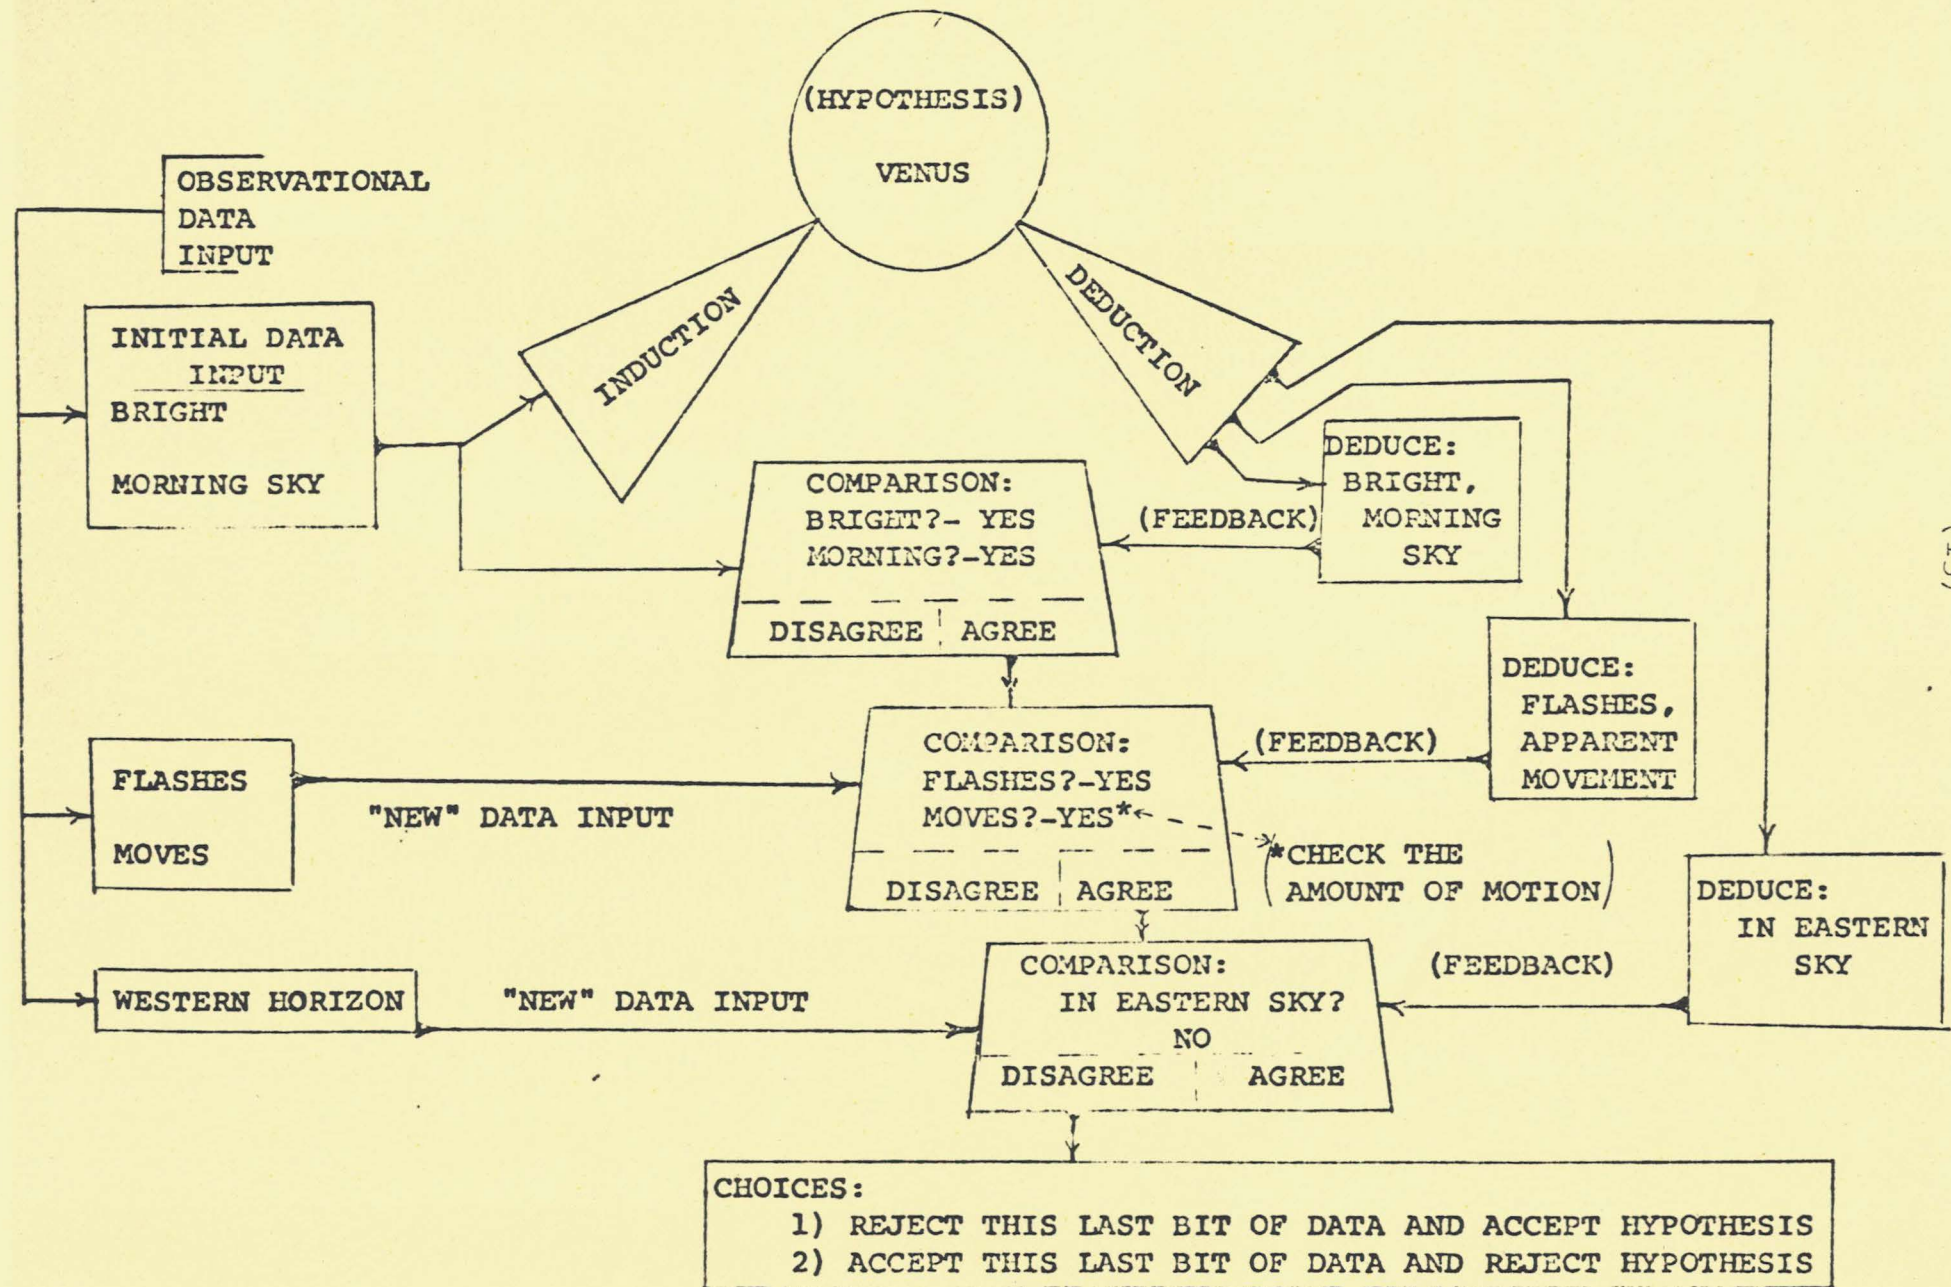 (HYPOTHESIS)
VENUS
OBSERVATIONAL
DATA
INPUT
INITIAL DATA
INPUT
BRIGHT
MORNING SKY
INDUCTION
DEDUCTION
COMPARISON:
BRIGHT?- YES
MORNING?-YES
DISAGREE AGREE
(FEEDBACK)
DEDUCE:
BRIGHT,
MORNING
SKY
FLASHES
MOVES
"NEW" DATA INPUT
COMPARISON:
FLASHES?-YES
MOVES?-YES*
DISAGREE AGREE
(FEEDBACK)
DEDUCE:
FLASHES,
APPARENT
MOVEMENT
(*CHECK THE
AMOUNT OF MOTION)
WESTERN HORIZON
"NEW" DATA INPUT
COMPARISON:
IN EASTERN SKY?
NO
DISAGREE AGREE
(FEEDBACK)
DEDUCE:
IN EASTERN
SKY
CHOICES:
1) REJECT THIS LAST BIT OF DATA AND ACCEPT HYPOTHESIS
2) ACCEPT THIS LAST BIT OF DATA AND REJECT HYPOTHESIS